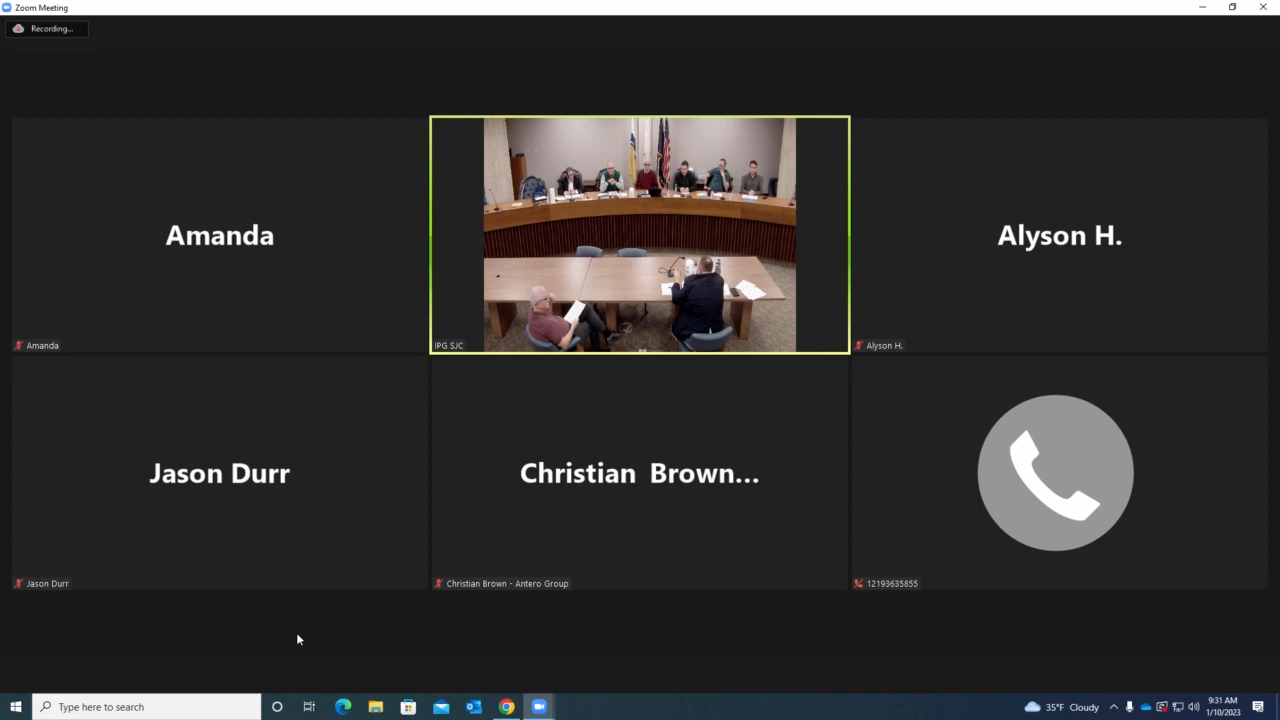 Zoom Meeting
Recording...
Amanda
Alyson H.
Amanda
IPG SJC
Alyson H.
Jason Durr
Christian Brown...
Jason Durr
Christian Brown - Antero Group
12193635855
Type here to search
35°F Cloudy
9:31 AM
1/10/2023